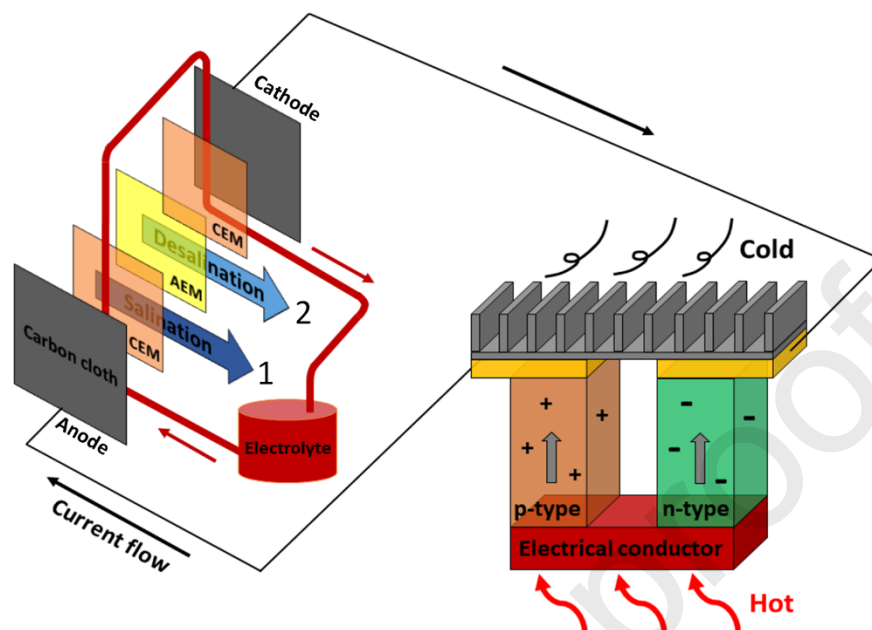 Cathode
CEM
Desalination
AEM
2
Salination
CEM
1
Carbon cloth
Anode
Electrolyte
Current flow
Cold
+
+
+
+
-
-
-
-
p-type
n-type
Electrical conductor
Hot
proof